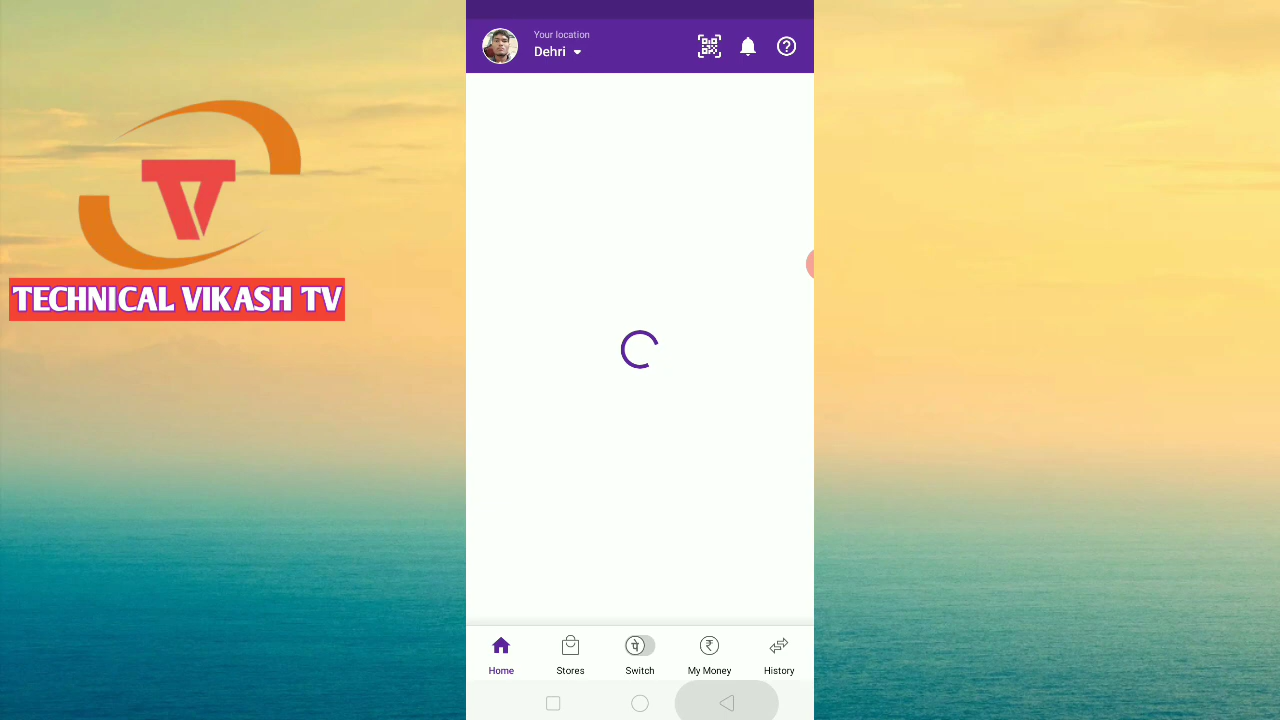 Your location
Dehri
TECHNICAL VIKASH TV
पे
₹
Home
Stores
Switch
My Money
History